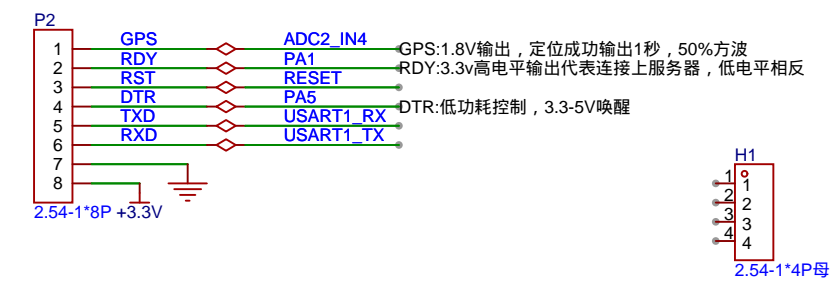 P2
1 GPS ADC2_IN4 GPS:1.8V输出，定位成功输出1秒，50%方波
2 RDY PA1 RDY:3.3v高电平输出代表连接上服务器，低电平相反
3 RST RESET
4 DTR PA5 DTR:低功耗控制，3.3-5V唤醒
5 TXD USART1_RX
6 RXD USART1_TX
7
8
2.54-1*8P +3.3V
H1
1 1
2 2
3 3
4 4
2.54-1*4P母